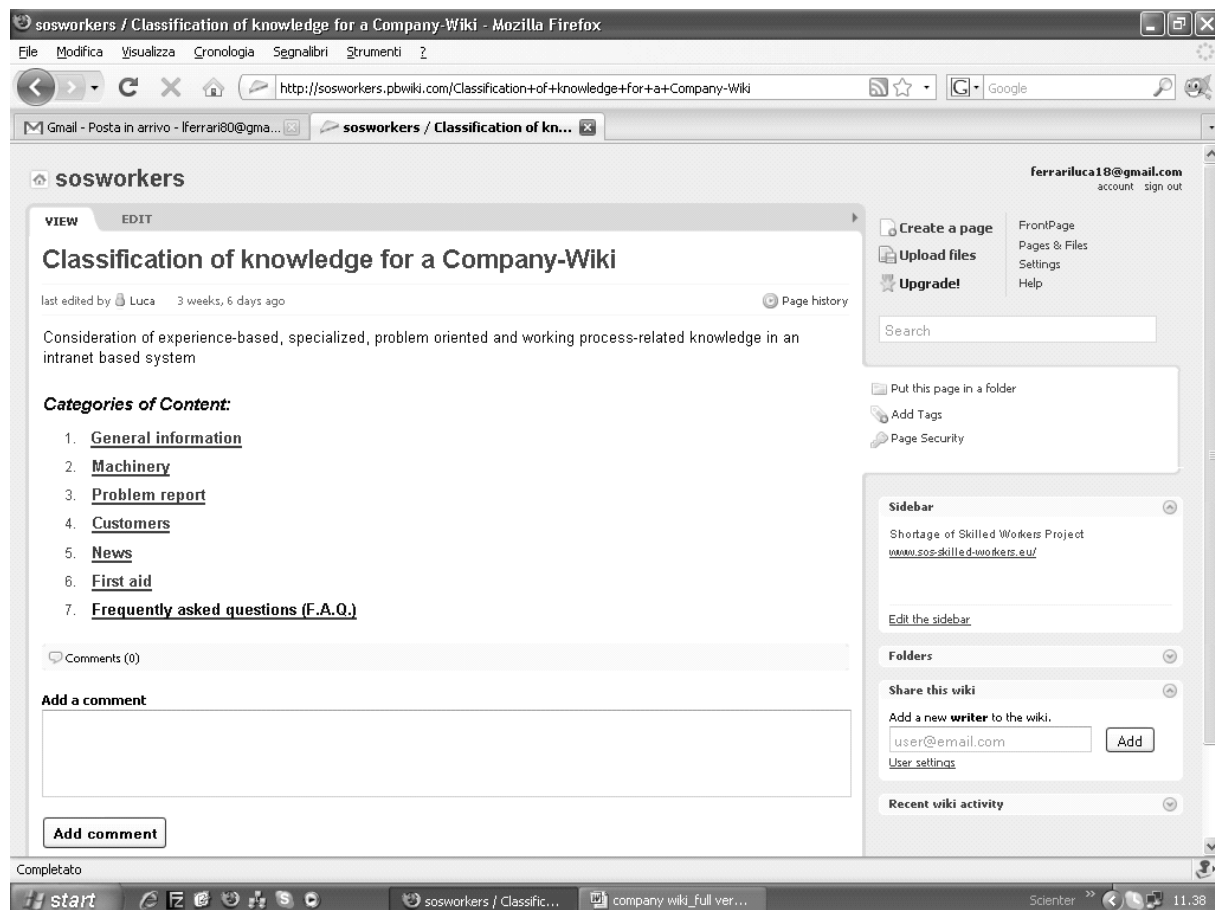 sosworkers / Classification of knowledge for a Company-Wiki - Mozilla Firefox
File Modifica Visualizza Cronologia Segnalibri Strumenti ?
http://sosworkers.pbwiki.com/Classification+of+knowledge+for+a+Company-Wiki
G Google
Gmail - Posta in arrivo - lferrari80@gma...
sosworkers / Classification of kn...
sosworkers
ferrariluca18@gmail.com
account sign out
VIEW EDIT
Classification of knowledge for a Company-Wiki
last edited by Luca 3 weeks, 6 days ago
Page history
Consideration of experience-based, specialized, problem oriented and working process-related knowledge in an
intranet based system
Categories of Content:
1. General information
2. Machinery
3. Problem report
4. Customers
5. News
6. First aid
7. Frequently asked questions (F.A.Q.)
Comments (0)
Add a comment
Add comment
Create a page
Upload files
Upgrade!
FrontPage
Pages & Files
Settings
Help
Search
Put this page in a folder
Add Tags
Page Security
Sidebar
Shortage of Skilled Workers Project
www.sos-skilled-workers.eu/
Edit the sidebar
Folders
Share this wiki
Add a new writer to the wiki.
user@email.com
Add
User settings
Recent wiki activity
Completato
start
sosworkers / Classific...
company wiki_full ver...
Scienter
11.38